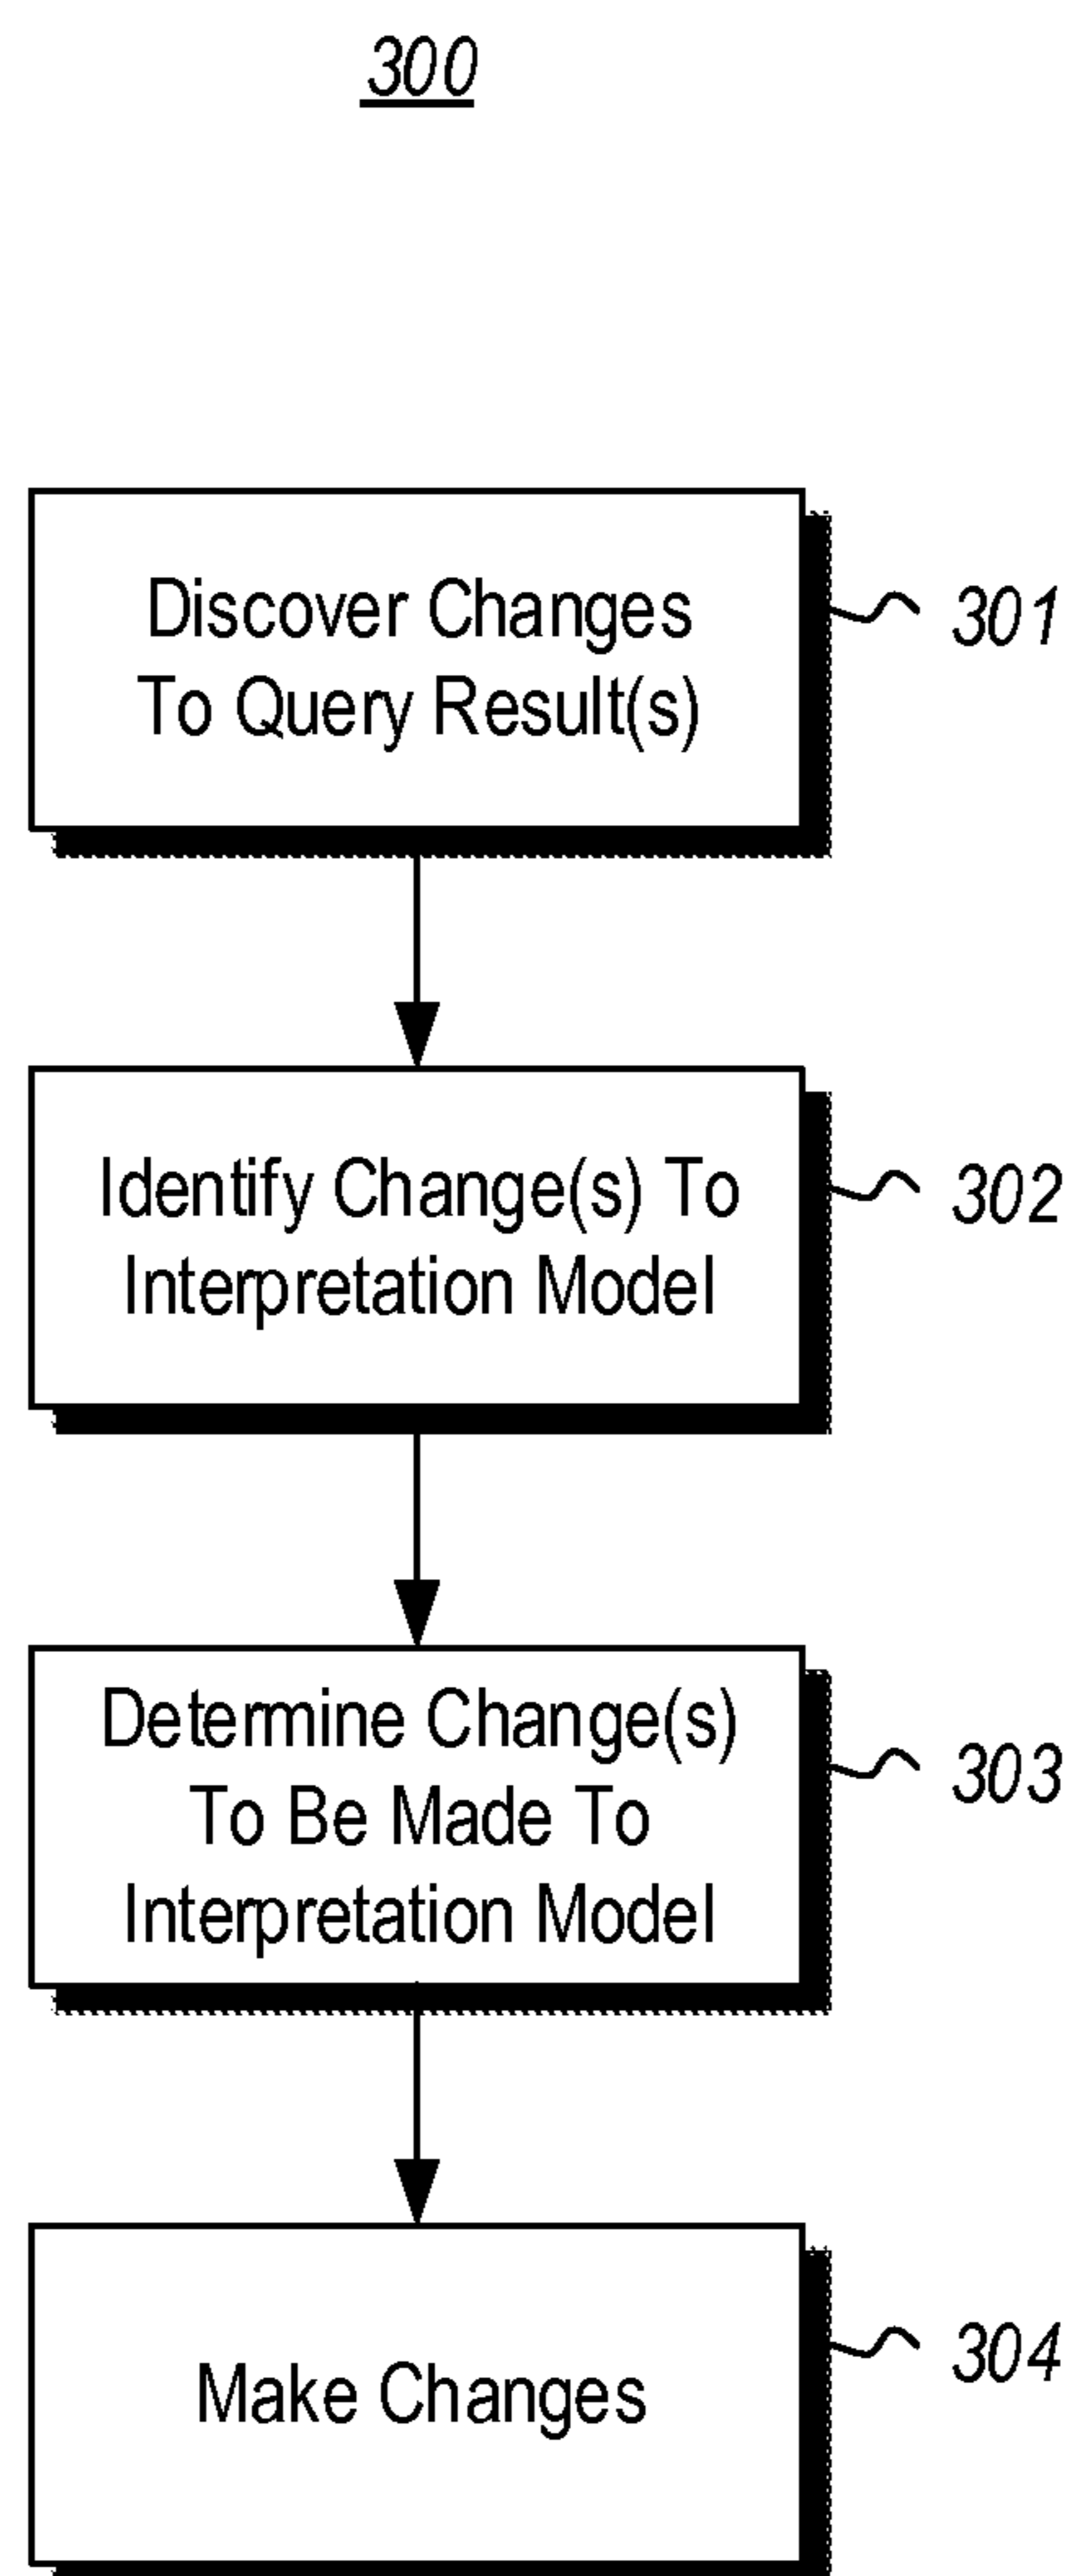 300
Discover Changes
To Query Result(s)
301
Identify Change(s) To
Interpretation Model
302
Determine Change(s)
To Be Made To
Interpretation Model
303
Make Changes
304